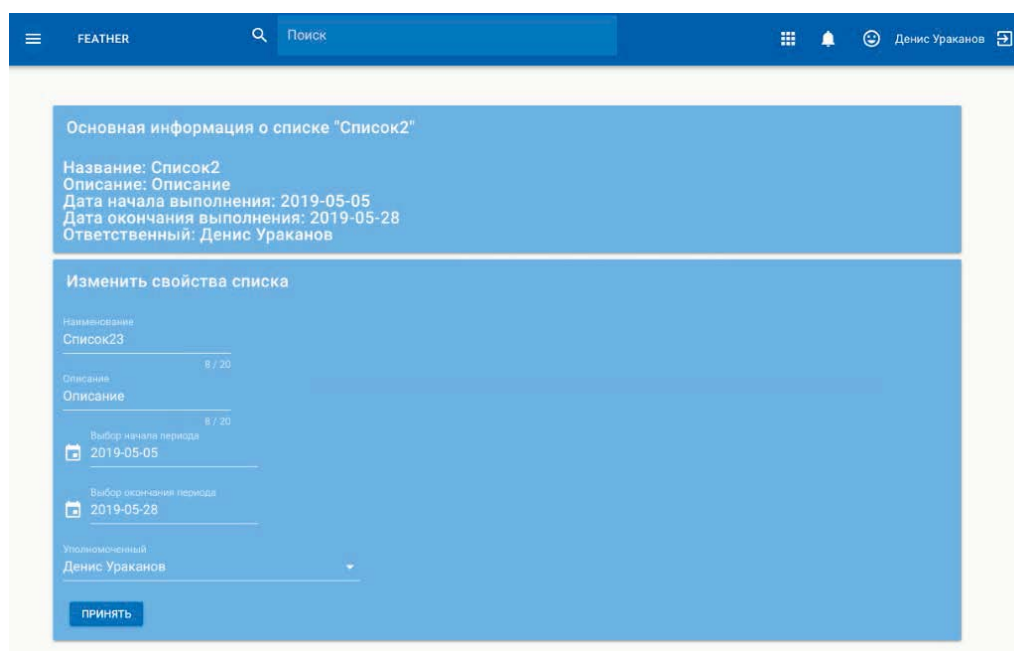 FEATHER
Поиск
Денис Ураканов
Основная информация о списке "Список2"
Название: Список2
Описание: Описание
Дата начала выполнения: 2019-05-05
Дата окончания выполнения: 2019-05-28
Ответственный: Денис Ураканов
Изменить свойства списка
Наименование
Список23
8 / 20
Описание
Описание
8 / 20
Выбор начала периода
2019-05-05
Выбор окончания периода
2019-05-28
Уполномоченный
Денис Ураканов
ПРИНЯТЬ